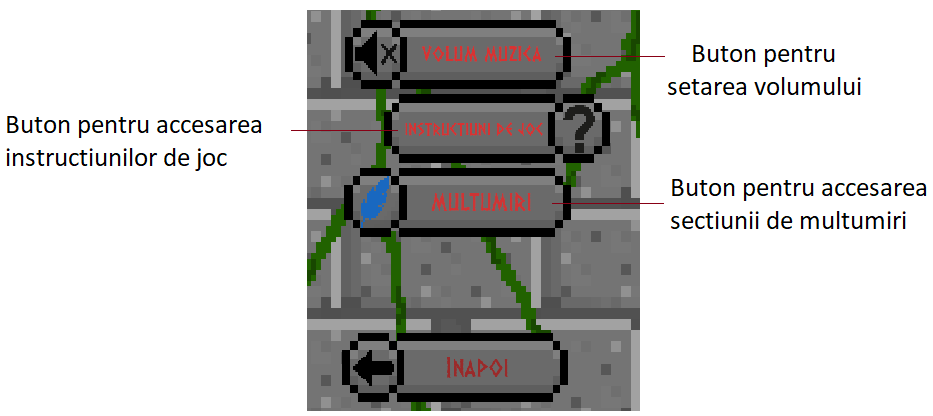 VOLUM MUZICA
Buton pentru
setarea volumului
Buton pentru accesarea
instructiunilor de joc
INSTRUCTIUNI DE JOC
?
MULTUMIRI
Buton pentru accesarea
sectiunii de multumiri
INAPOI